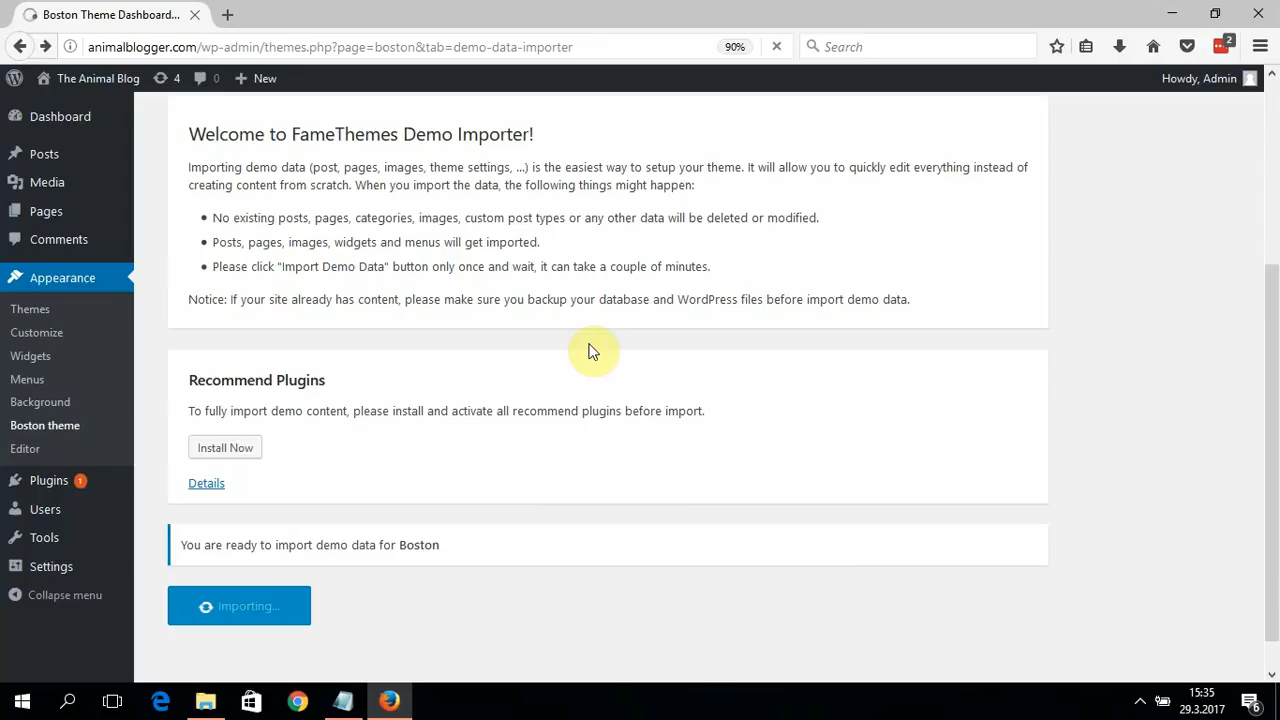 Boston Theme Dashboard...
animalblogger.com/wp-admin/themes.php?page=boston&tab=demo-data-importer
90%
Search
2
The Animal Blog
4
0
New
Howdy, Admin
Dashboard
Posts
Media
Pages
Comments
Appearance
Themes
Customize
Widgets
Menus
Background
Boston theme
Editor
Plugins 1
Users
Tools
Settings
Collapse menu
Welcome to FameThemes Demo Importer!
Importing demo data (post, pages, images, theme settings, ...) is the easiest way to setup your theme. It will allow you to quickly edit everything instead of
creating content from scratch. When you import the data, the following things might happen:
No existing posts, pages, categories, images, custom post types or any other data will be deleted or modified.
Posts, pages, images, widgets and menus will get imported.
Please click "Import Demo Data" button only once and wait, it can take a couple of minutes.
Notice: If your site already has content, please make sure you backup your database and WordPress files before import demo data.
Recommend Plugins
To fully import demo content, please install and activate all recommend plugins before import.
Install Now
Details
You are ready to import demo data for Boston
Importing...
15:35
29.3.2017
6